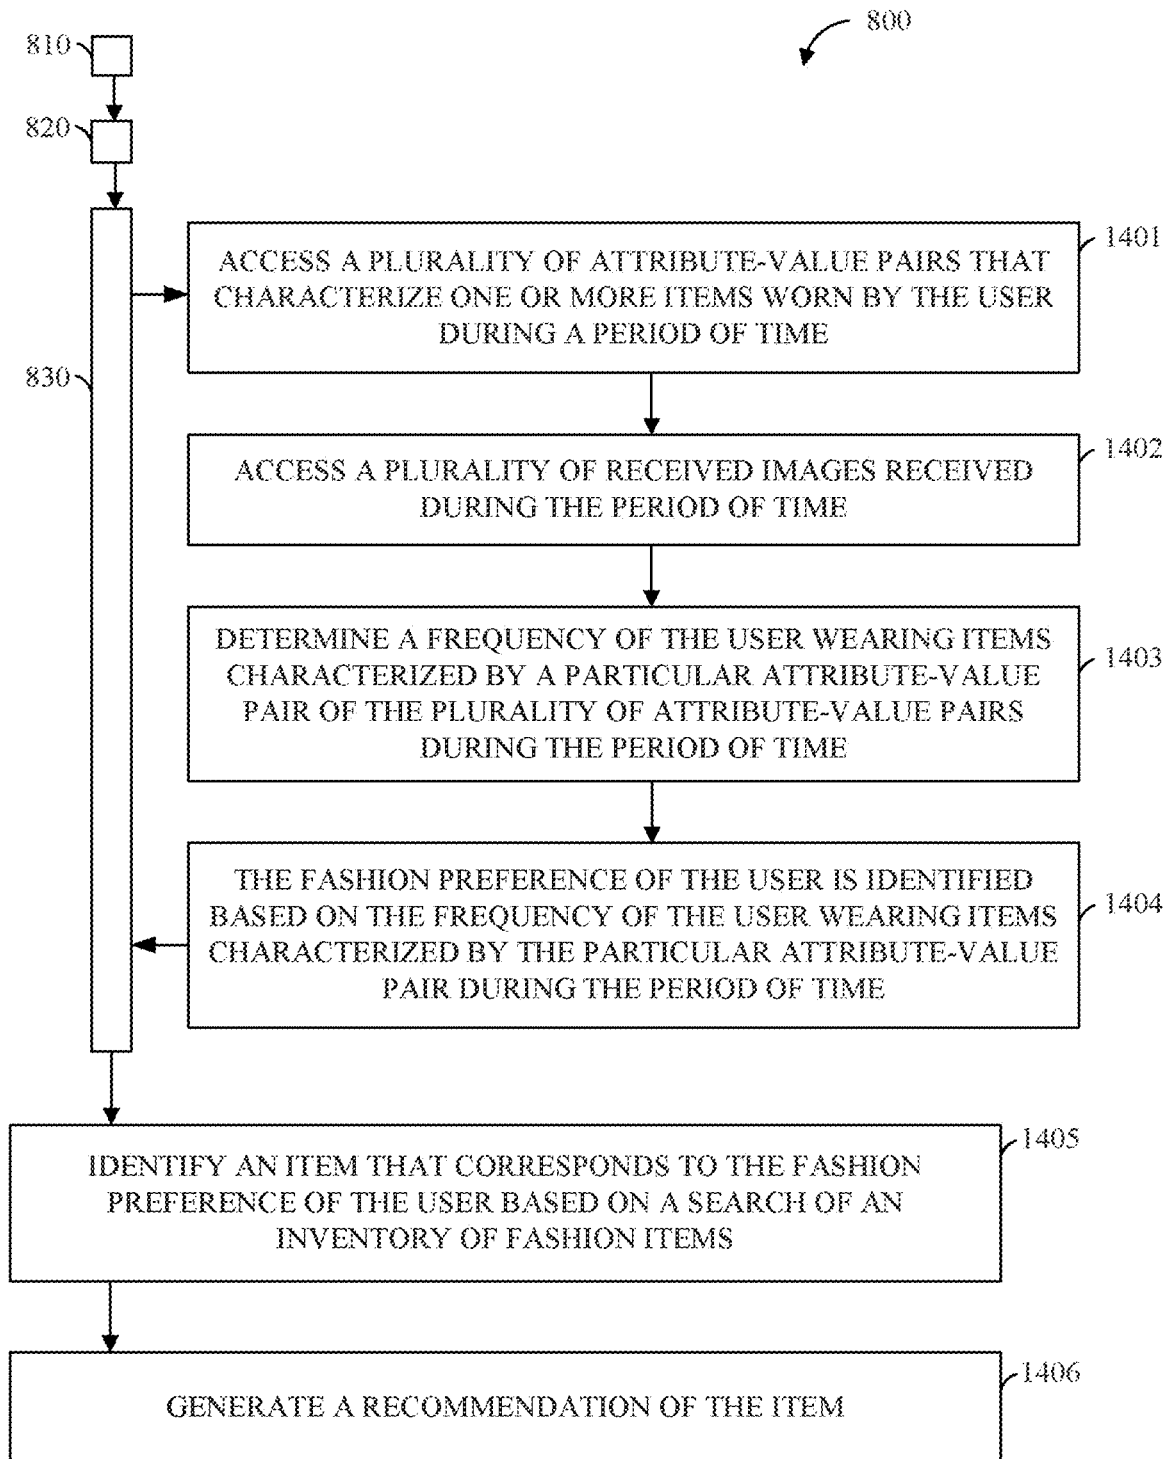 800
810
820
830
1401
ACCESS A PLURALITY OF ATTRIBUTE-VALUE PAIRS THAT
CHARACTERIZE ONE OR MORE ITEMS WORN BY THE USER
DURING A PERIOD OF TIME
1402
ACCESS A PLURALITY OF RECEIVED IMAGES RECEIVED
DURING THE PERIOD OF TIME
1403
DETERMINE A FREQUENCY OF THE USER WEARING ITEMS
CHARACTERIZED BY A PARTICULAR ATTRIBUTE-VALUE
PAIR OF THE PLURALITY OF ATTRIBUTE-VALUE PAIRS
DURING THE PERIOD OF TIME
1404
THE FASHION PREFERENCE OF THE USER IS IDENTIFIED
BASED ON THE FREQUENCY OF THE USER WEARING ITEMS
CHARACTERIZED BY THE PARTICULAR ATTRIBUTE-VALUE
PAIR DURING THE PERIOD OF TIME
1405
IDENTIFY AN ITEM THAT CORRESPONDS TO THE FASHION
PREFERENCE OF THE USER BASED ON A SEARCH OF AN
INVENTORY OF FASHION ITEMS
1406
GENERATE A RECOMMENDATION OF THE ITEM